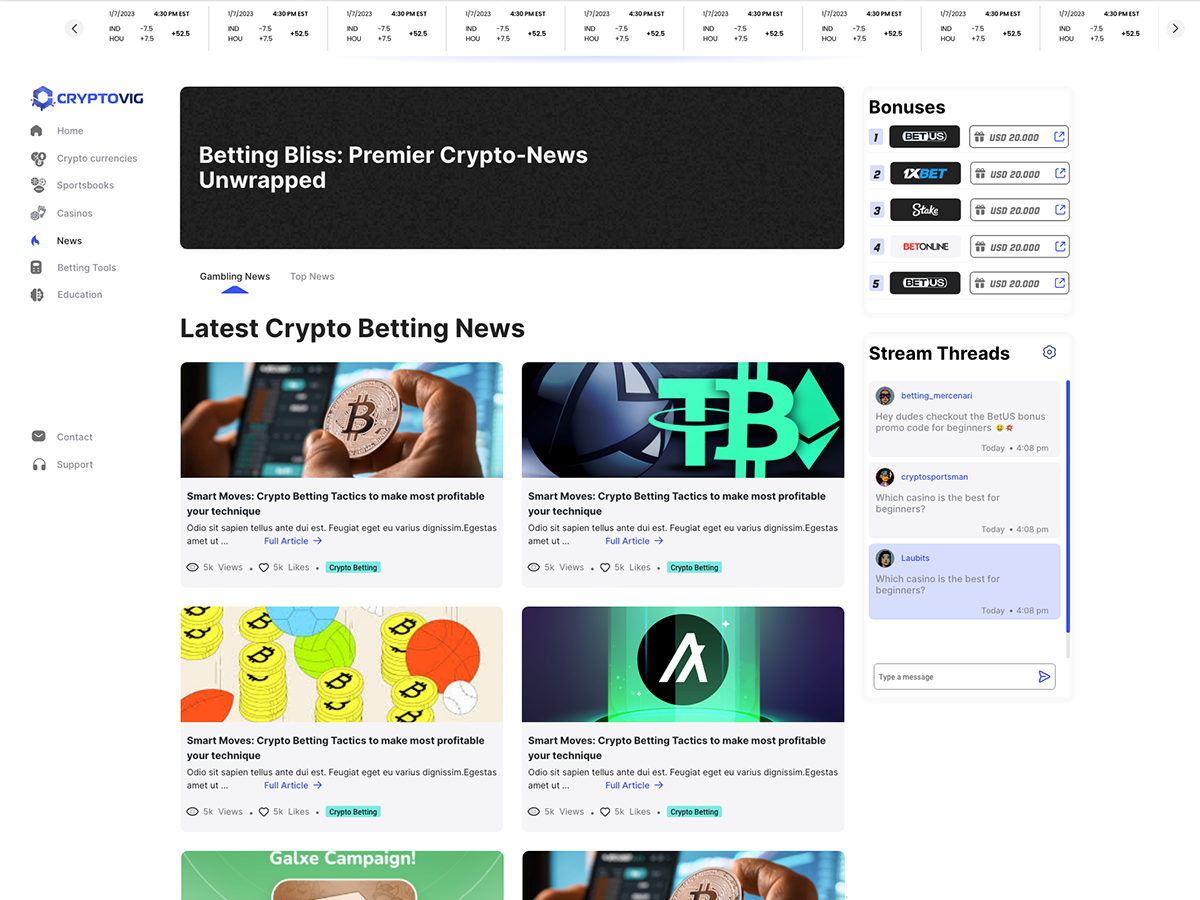 1/7/2023 4:30 PM EST
IND -7.5
HOU +7.5 +52.5
1/7/2023 4:30 PM EST
IND -7.5
HOU +7.5 +52.5
1/7/2023 4:30 PM EST
IND -7.5
HOU +7.5 +52.5
1/7/2023 4:30 PM EST
IND -7.5
HOU +7.5 +52.5
1/7/2023 4:30 PM EST
IND -7.5
HOU +7.5 +52.5
1/7/2023 4:30 PM EST
IND -7.5
HOU +7.5 +52.5
1/7/2023 4:30 PM EST
IND -7.5
HOU +7.5 +52.5
1/7/2023 4:30 PM EST
IND -7.5
HOU +7.5 +52.5
1/7/2023 4:30 PM EST
IND -7.5
HOU +7.5 +52.5
CRYPTOVIG
Home
Crypto currencies
Sportsbooks
Casinos
News
Betting Tools
Education
Contact
Support
Betting Bliss: Premier Crypto-News
Unwrapped
Gambling News Top News
Latest Crypto Betting News
Smart Moves: Crypto Betting Tactics to make most profitable
your technique
Odio sit sapien tellus ante dui est. Feugiat eget eu varius dignissim.Egestas
amet ut ... Full Article →
5k Views • 5k Likes • Crypto Betting
Smart Moves: Crypto Betting Tactics to make most profitable
your technique
Odio sit sapien tellus ante dui est. Feugiat eget eu varius dignissim.Egestas
amet ut ... Full Article →
5k Views • 5k Likes • Crypto Betting
Smart Moves: Crypto Betting Tactics to make most profitable
your technique
Odio sit sapien tellus ante dui est. Feugiat eget eu varius dignissim.Egestas
amet ut ... Full Article →
5k Views • 5k Likes • Crypto Betting
Smart Moves: Crypto Betting Tactics to make most profitable
your technique
Odio sit sapien tellus ante dui est. Feugiat eget eu varius dignissim.Egestas
amet ut ... Full Article →
5k Views • 5k Likes • Crypto Betting
Galxe Campaign!
Bonuses
1 BETUS USD 20.000
2 1XBET USD 20.000
3 Stake USD 20.000
4 BETONLINE USD 20.000
5 BETUS USD 20.000
Stream Threads
betting_mercenari
Hey dudes checkout the BetUS bonus
promo code for beginners
Today • 4:08 pm
cryptosportsman
Which casino is the best for
beginners?
Today • 4:08 pm
Laubits
Which casino is the best for
beginners?
Today • 4:08 pm
Type a message